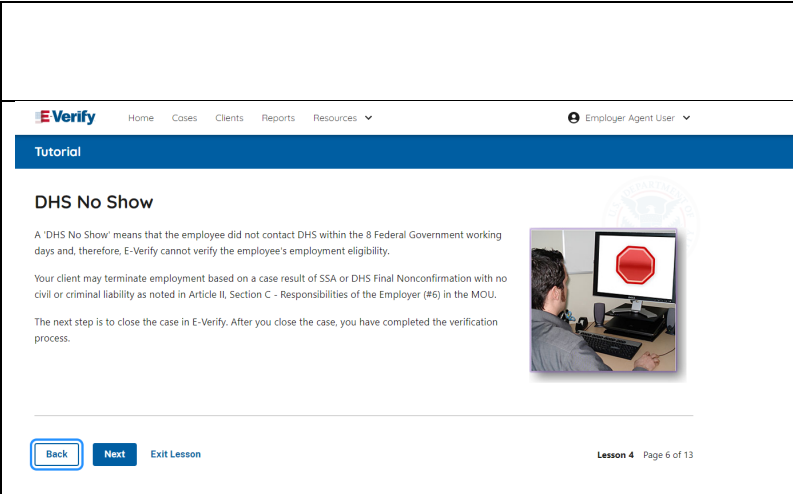 E-Verify Home Cases Clients Reports Resources Employer Agent User
Tutorial
DHS No Show
A 'DHS No Show' means that the employee did not contact DHS within the 8 Federal Government working
days and, therefore, E-Verify cannot verify the employee's employment eligibility.
Your client may terminate employment based on a case result of SSA or DHS Final Nonconfirmation with no
civil or criminal liability as noted in Article II, Section C - Responsibilities of the Employer (#6) in the MOU.
The next step is to close the case in E-Verify. After you close the case, you have completed the verification
process.
Back Next Exit Lesson Lesson 4 Page 6 of 13